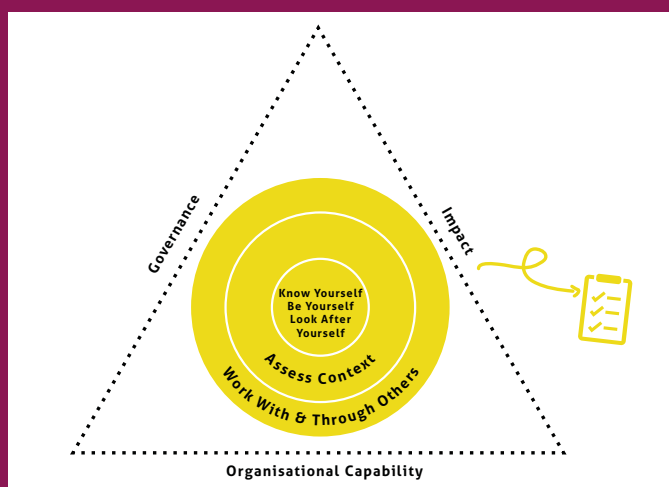 Governance
Impact
Know Yourself
Be Yourself
Look After
Yourself
Assess Context
Work With & Through Others
Organisational Capability